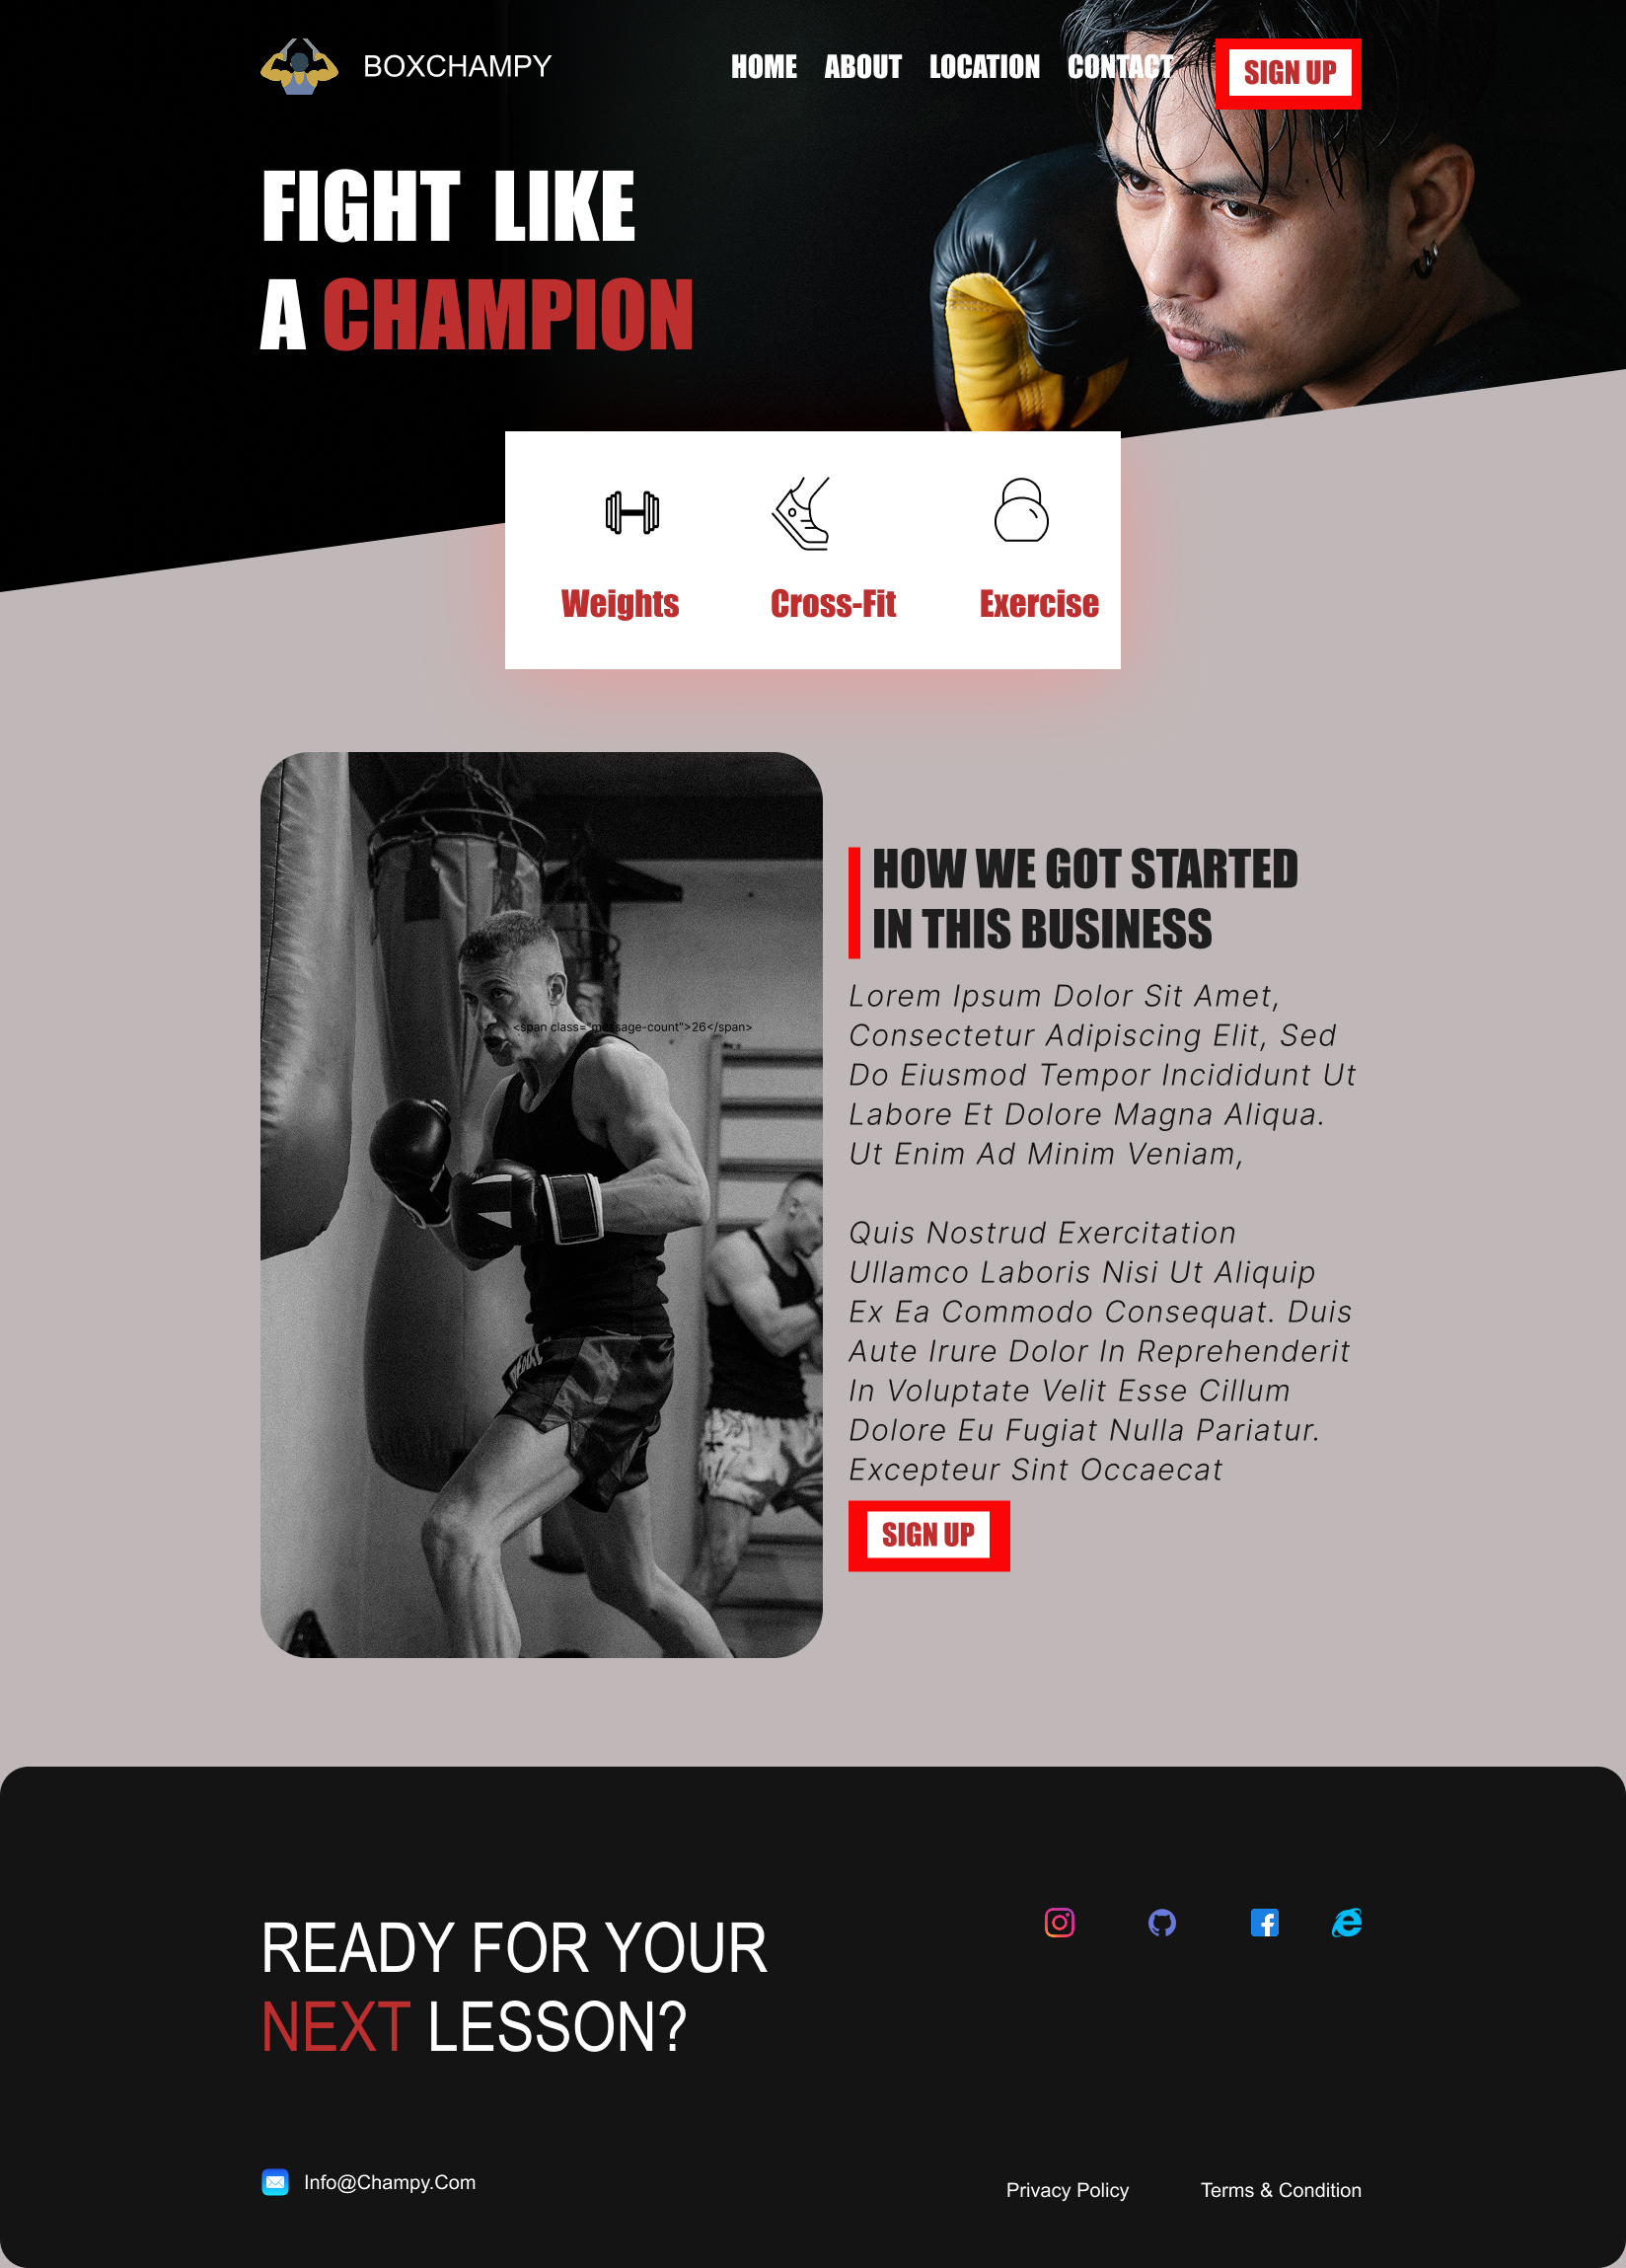 BOXCHAMPY
HOME ABOUT LOCATION CONTACT
SIGN UP
FIGHT LIKE
A CHAMPION
Weights
Cross-Fit
Exercise
<span class="message-count">26</span>
HOW WE GOT STARTED
IN THIS BUSINESS
Lorem Ipsum Dolor Sit Amet,
Consectetur Adipiscing Elit, Sed
Do Eiusmod Tempor Incididunt Ut
Labore Et Dolore Magna Aliqua.
Ut Enim Ad Minim Veniam,
Quis Nostrud Exercitation
Ullamco Laboris Nisi Ut Aliquip
Ex Ea Commodo Consequat. Duis
Aute Irure Dolor In Reprehenderit
In Voluptate Velit Esse Cillum
Dolore Eu Fugiat Nulla Pariatur.
Excepteur Sint Occaecat
SIGN UP
READY FOR YOUR
NEXT LESSON?
Info@Champy.Com
Privacy Policy
Terms & Condition